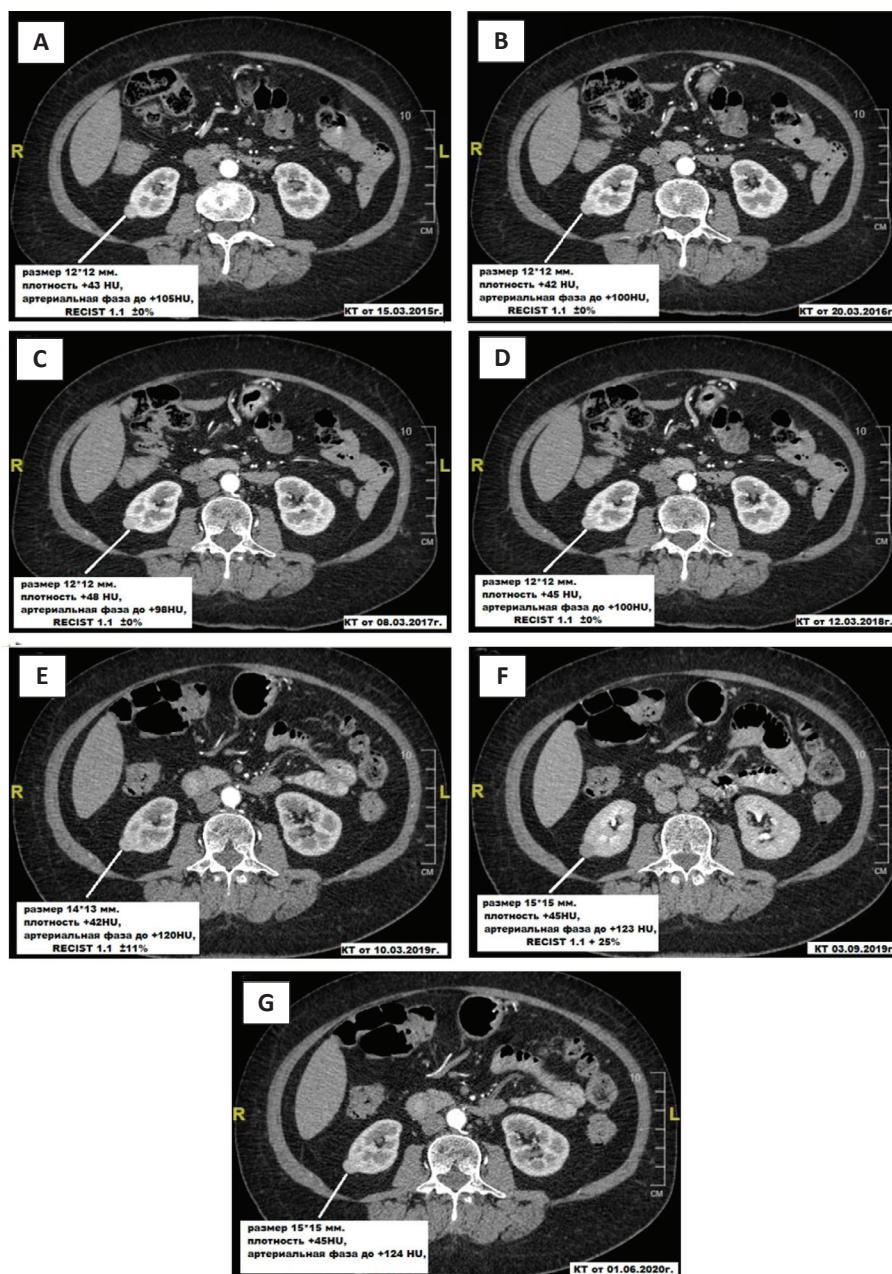 A
R
10
L
СМ
размер 12*12 мм.
плотность +43 HU,
артериальная фаза до +105HU,
RECIST 1.1 ±0%
КТ от 15.03.2015г.
B
R
10
L
СМ
размер 12*12 мм.
плотность +42 HU,
артериальная фаза до +100HU,
RECIST 1.1 ±0%
КТ от 20.03.2016г.
C
R
10
L
СМ
размер 12*12 мм.
плотность +48 HU,
артериальная фаза до +98HU,
RECIST 1.1 ±0%
КТ от 08.03.2017г.
D
R
10
L
СМ
размер 12*12 мм.
плотность +45 HU,
артериальная фаза до +100HU,
RECIST 1.1 ±0%
КТ от 12.03.2018г.
E
R
10
L
СМ
размер 14*13 мм.
плотность +42HU,
артериальная фаза до +120HU,
RECIST 1.1 ±11%
КТ от 10.03.2019г.
F
R
10
L
СМ
размер 15*15 мм.
плотность +45HU,
артериальная фаза до +123 HU,
RECIST 1.1 + 25%
КТ 03.09.2019г
G
R
10
L
СМ
размер 15*15 мм.
плотность +45HU,
артериальная фаза до +124 HU,
КТ от 01.06.2020г.